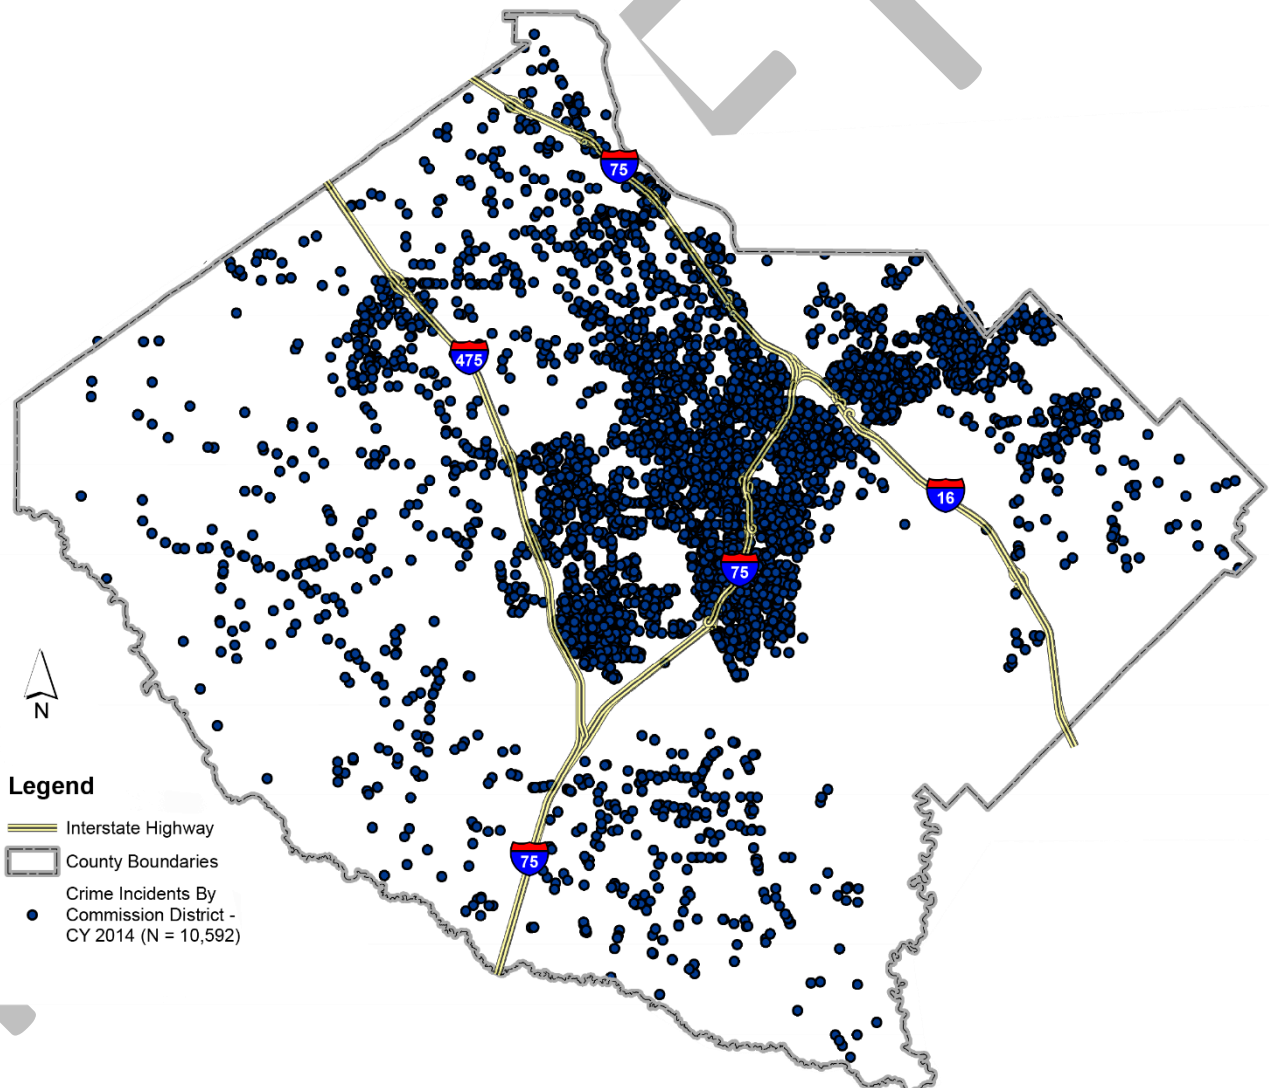 75
475
16
75
N
Legend
Interstate Highway
75
County Boundaries
Crime Incidents By
Commission District -
CY 2014 (N = 10,592)